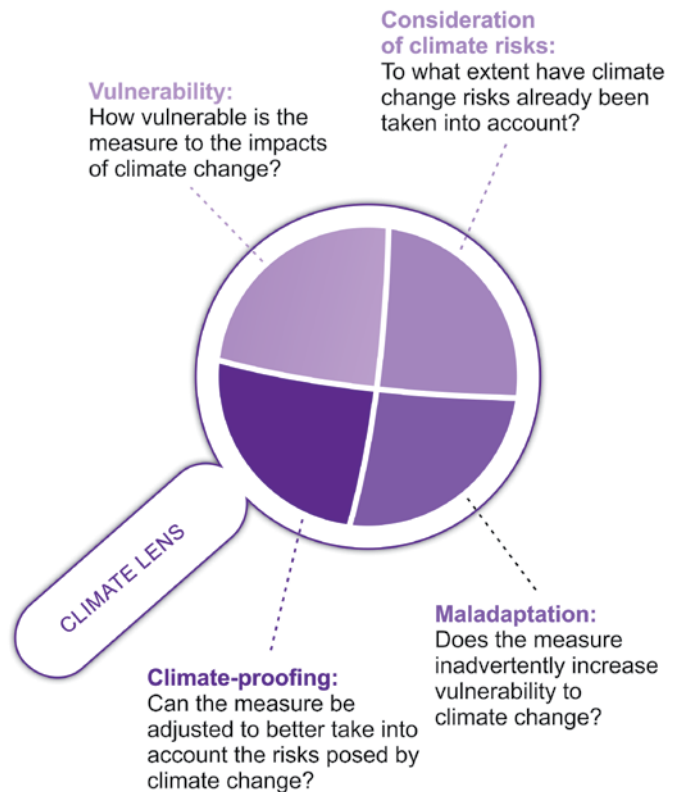 Consideration
of climate risks:
To what extent have climate
change risks already been
taken into account?
Vulnerability:
How vulnerable is the
measure to the impacts
of climate change?
CLIMATE LENS
Maladaptation:
Does the measure
inadvertently increase
vulnerability to
climate change?
Climate-proofing:
Can the measure be
adjusted to better take into
account the risks posed by
climate change?